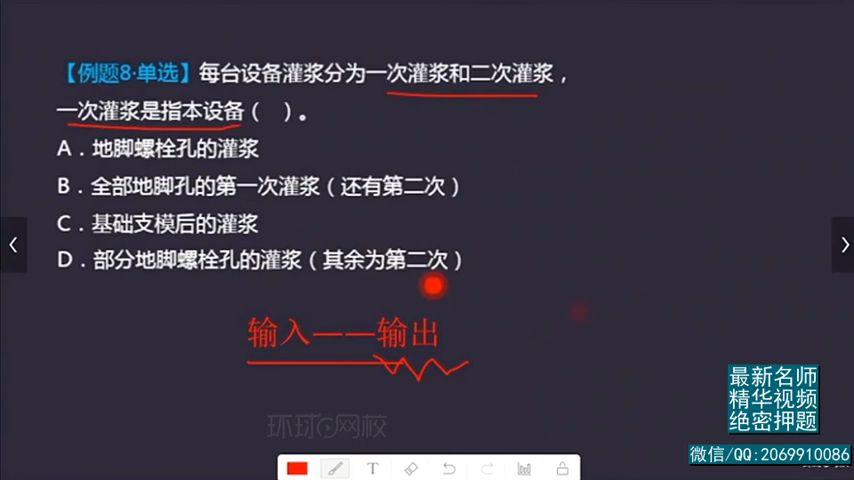 【例题8·单选】每台设备灌浆分为一次灌浆和二次灌浆，
一次灌浆是指本设备（ ）。
A．地脚螺栓孔的灌浆
B．全部地脚孔的第一次灌浆（还有第二次）
C．基础支模后的灌浆
D．部分地脚螺栓孔的灌浆（其余为第二次）
输入——输出
最新名师
精华视频
绝密押题
环球网校
微信/QQ:2069910086
T